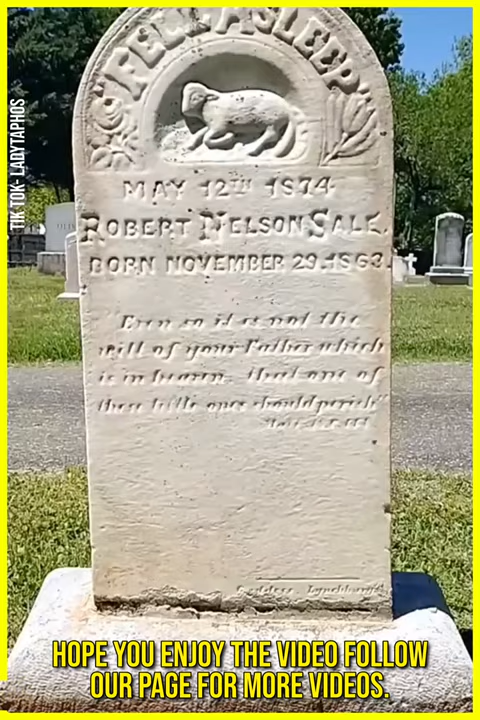 FELL ASLEEP
MAY 12TH 1874.
ROBERT NELSON SALE.
BORN NOVEMBER 29.1863.
Even so it is not the
will of your Father which
is in heaven, that one of
these little ones should perish"
Lynchburg
TIK TOK- LADYTAPHOS
HOPE YOU ENJOY THE VIDEO FOLLOW
OUR PAGE FOR MORE VIDEOS.